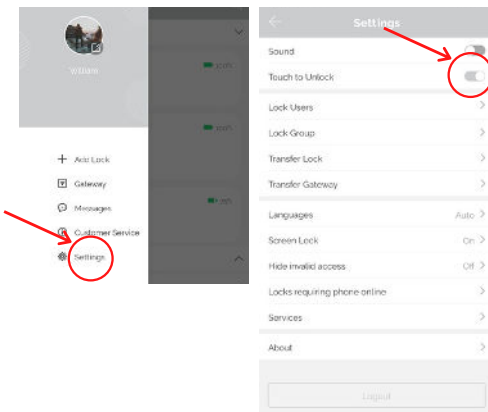 William
Add Lock
Gateway
Messages
Customer Service
Settings
Settings
Sound
Touch to Unlock
Lock Users
Lock Group
Transfer Lock
Transfer Gateway
Languages Auto
Screen Lock On
Hide invalid access Off
Locks requiring phone online
Services
About
Logout